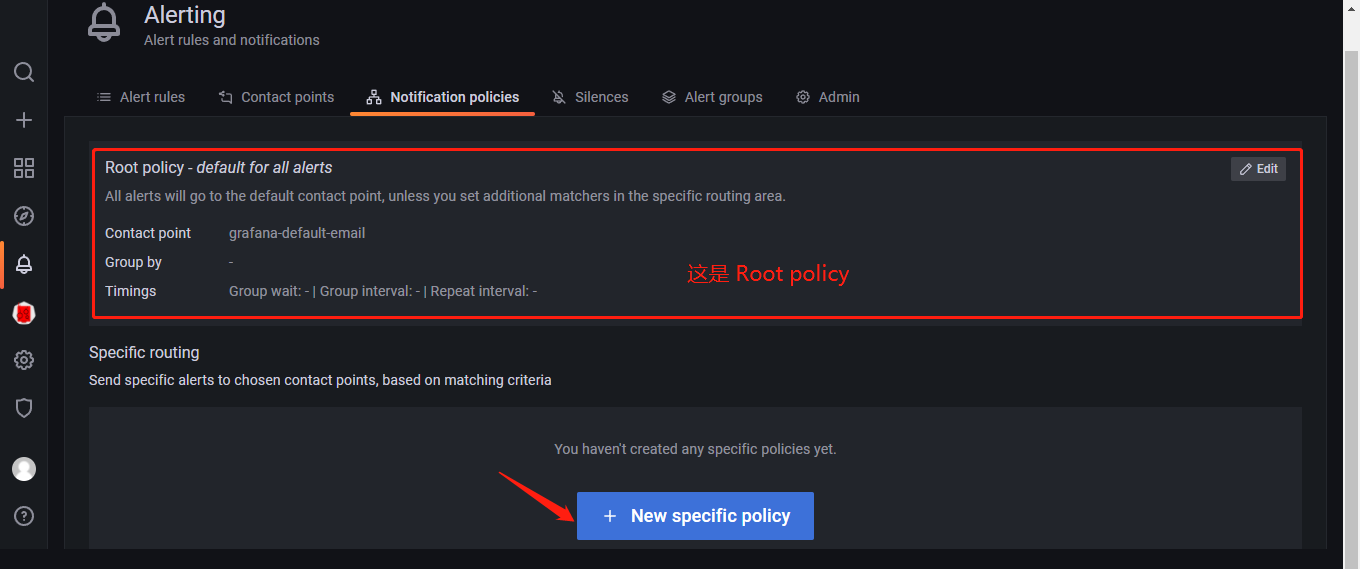 Alerting
Alert rules and notifications
Alert rules
Contact points
Notification policies
Silences
Alert groups
Admin
Root policy - default for all alerts
Edit
All alerts will go to the default contact point, unless you set additional matchers in the specific routing area.
Contact point grafana-default-email
Group by -
这是 Root policy
Timings Group wait: - | Group interval: - | Repeat interval: -
Specific routing
Send specific alerts to chosen contact points, based on matching criteria
You haven't created any specific policies yet.
+ New specific policy